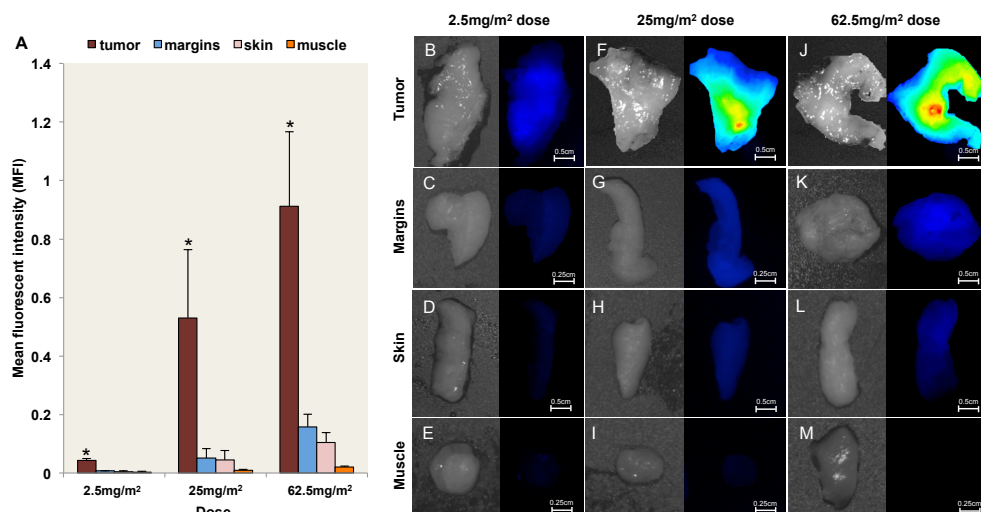 A
tumor margins skin muscle
Mean fluorescent intensity (MFI)
1.4
1.2
1
0.8
0.6
0.4
0.2
0
*
*
*
2.5mg/m²
25mg/m²
62.5mg/m²
Dose
2.5mg/m² dose
25mg/m² dose
62.5mg/m² dose
Tumor
B
0.5cm
F
0.5cm
J
0.5cm
Margins
C
0.25cm
G
0.25cm
K
0.25cm
Skin
D
0.5cm
H
0.5cm
L
0.5cm
Muscle
E
0.25cm
I
0.25cm
M
0.25cm